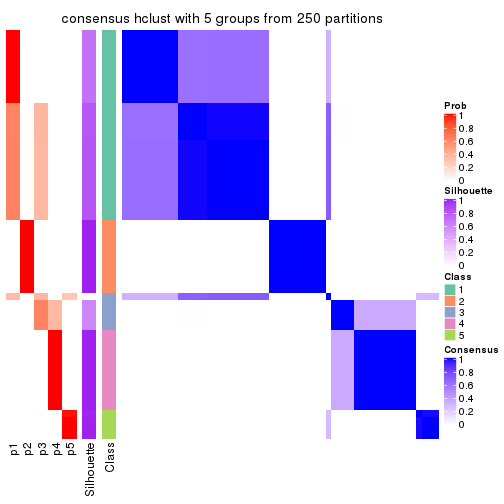 consensus hclust with 5 groups from 250 partitions
Prob
1
0.8
0.6
0.4
0.2
0
Silhouette
1
0.8
0.6
0.4
0.2
0
Class
1
2
3
4
5
Consensus
1
0.8
0.6
0.4
0.2
0
p1
p2
p3
p4
p5
Silhouette
Class